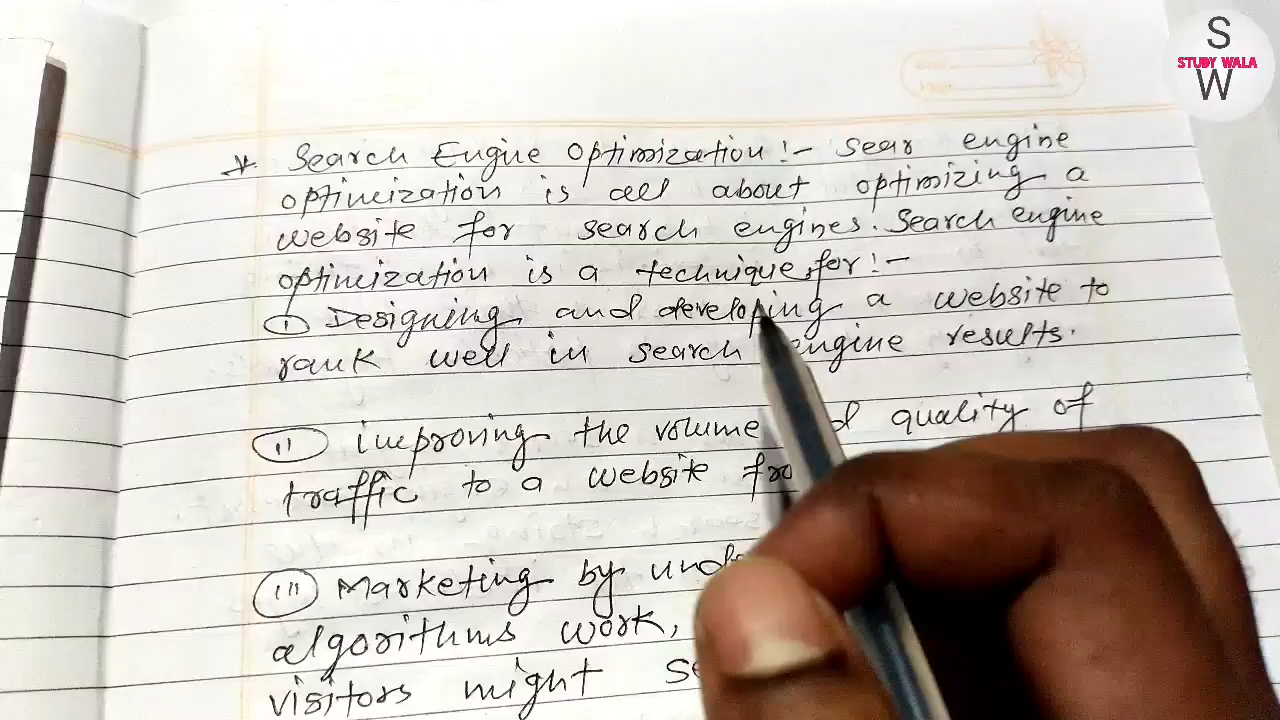 S
STUDY WALA
W
* Search Engine Optimization :- Sear engine
optimization is all about optimizing a
website for search engines. Search engine
optimization is a technique for :-
(i) Designing and developing a website to
rank well in search engine results.
(ii) improving the volume quality of
traffic to a website
(iii) Marketing by
algorithms work,
visitors might